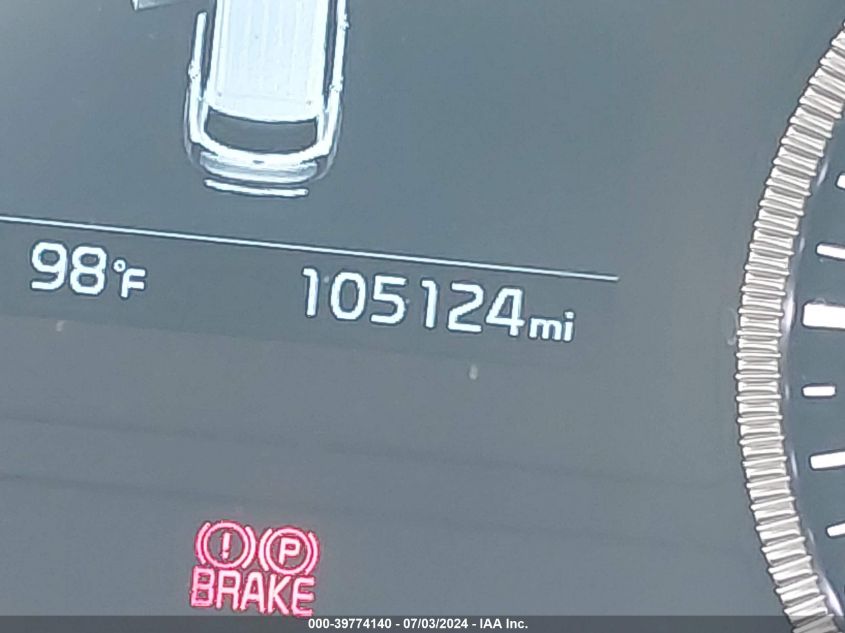 98°F 105124mi
! P
BRAKE
000-39774140 - 07/03/2024 - IAA Inc.